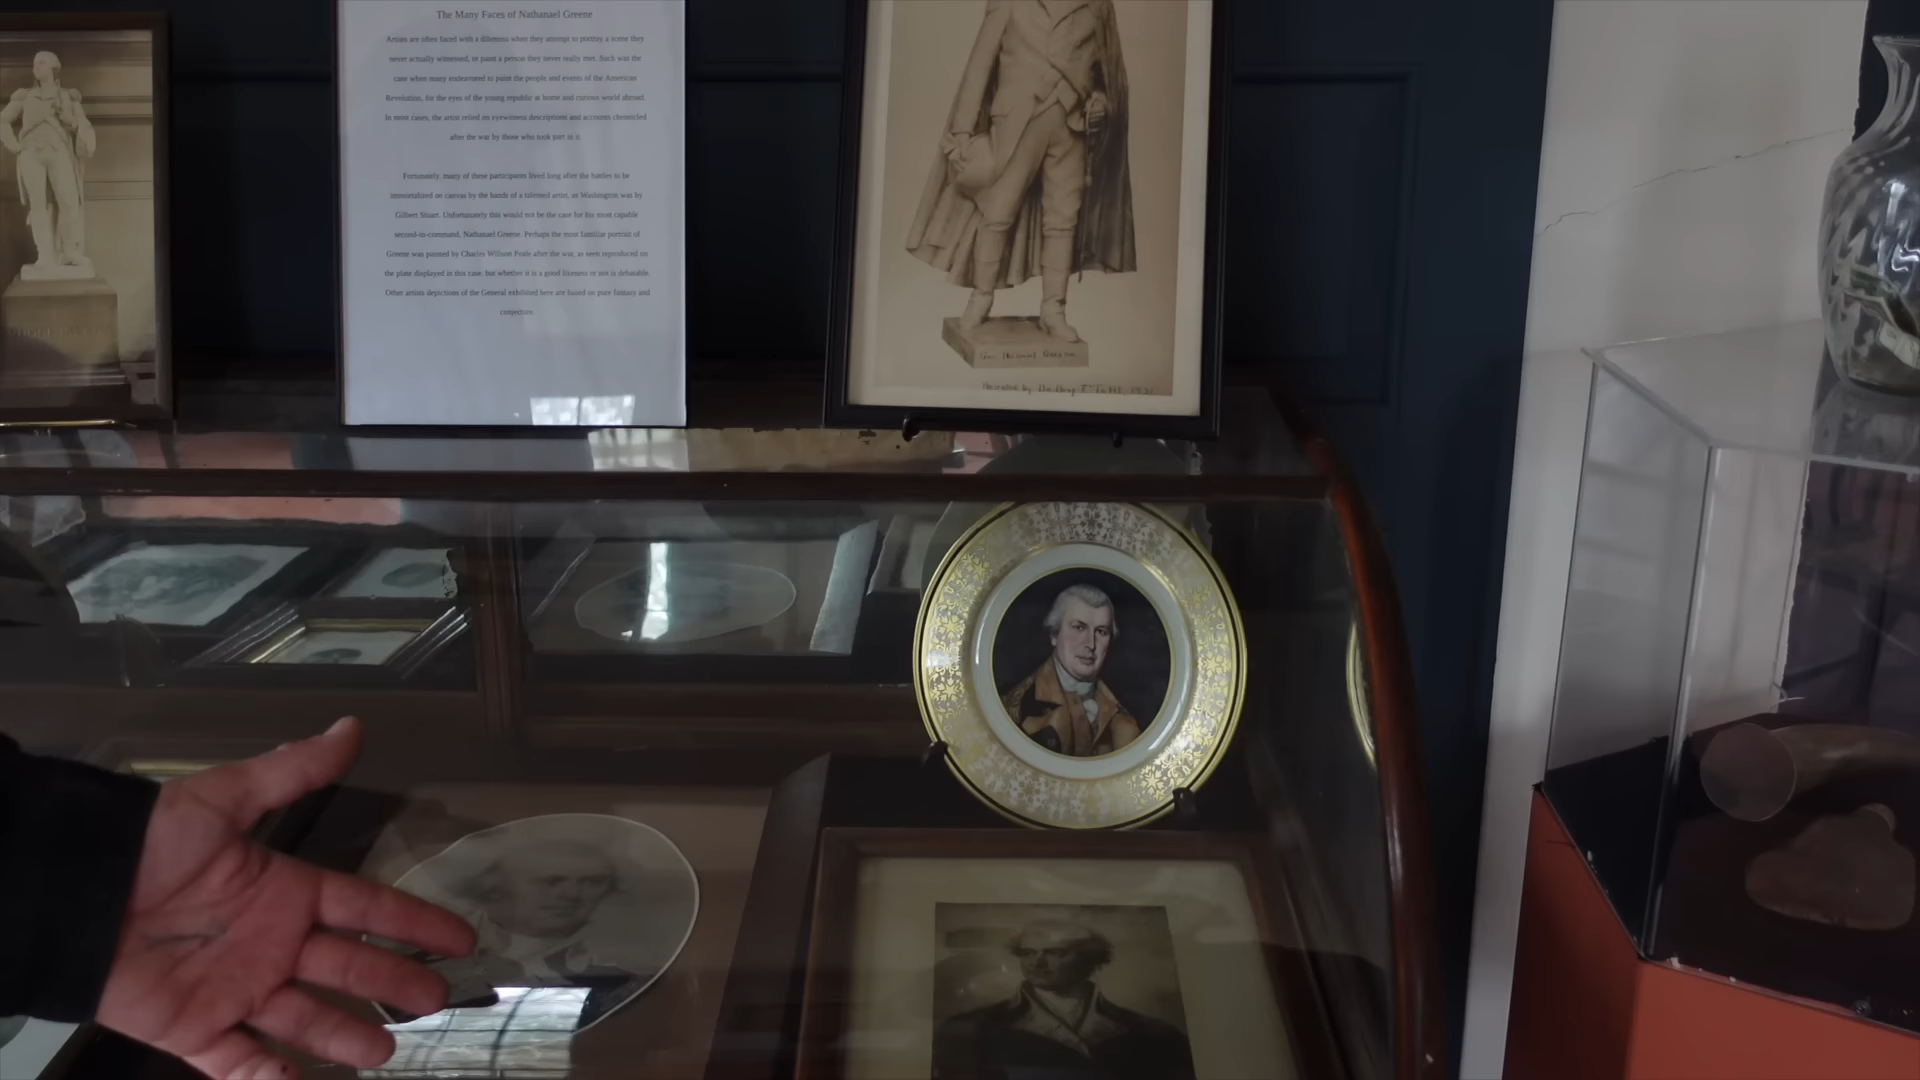 The Many Faces of Nathanael Greene
Artists are often faced with a dilemma when they attempt to portray a scene they
never actually witnessed, or paint a person they never really met. Such was the
case when many endeavored to paint the people and events of the American
Revolution, for the eyes of the young republic at home and curious world abroad.
In most cases, the artist relied on eyewitness descriptions and accounts chronicled
after the war by those who took part in it.
Fortunately, many of these participants lived long after the battles to be
immortalized on canvas by the hands of a talented artist, as Washington was by
Gilbert Stuart. Unfortunately this would not be the case for his most capable
second-in-command, Nathanael Greene. Perhaps the most familiar portrait of
Greene was painted by Charles Willson Peale after the war, as seen reproduced on
the plate displayed in this case, but whether it is a good likeness or not is debatable.
Other artists depictions of the General exhibited here are based on pure fantasy and
conjecture.
Gen. Greene
Presented by